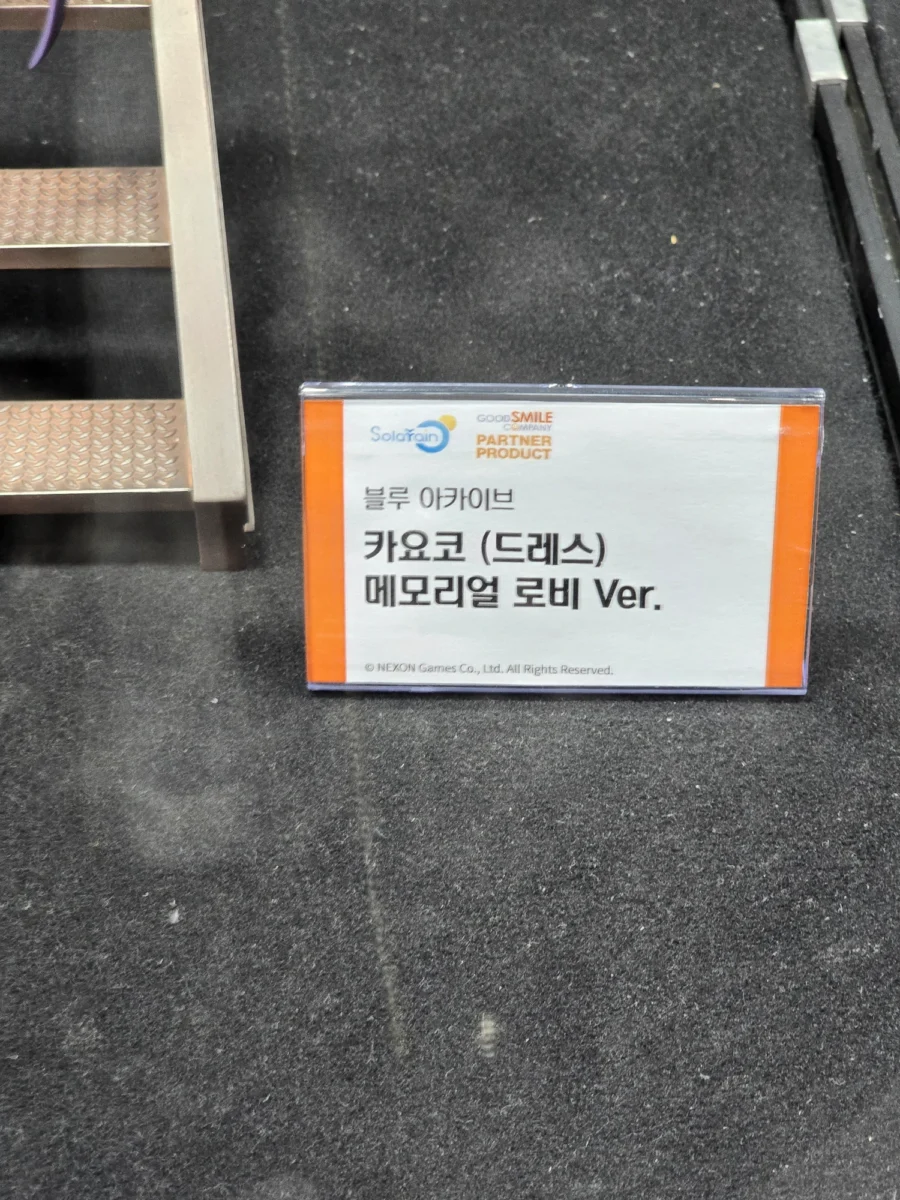 Solarain
GOOD SMILE
COMPANY
PARTNER
PRODUCT
블루 아카이브
카요코 (드레스)
메모리얼 로비 Ver.
© NEXON Games Co., Ltd. All Rights Reserved.